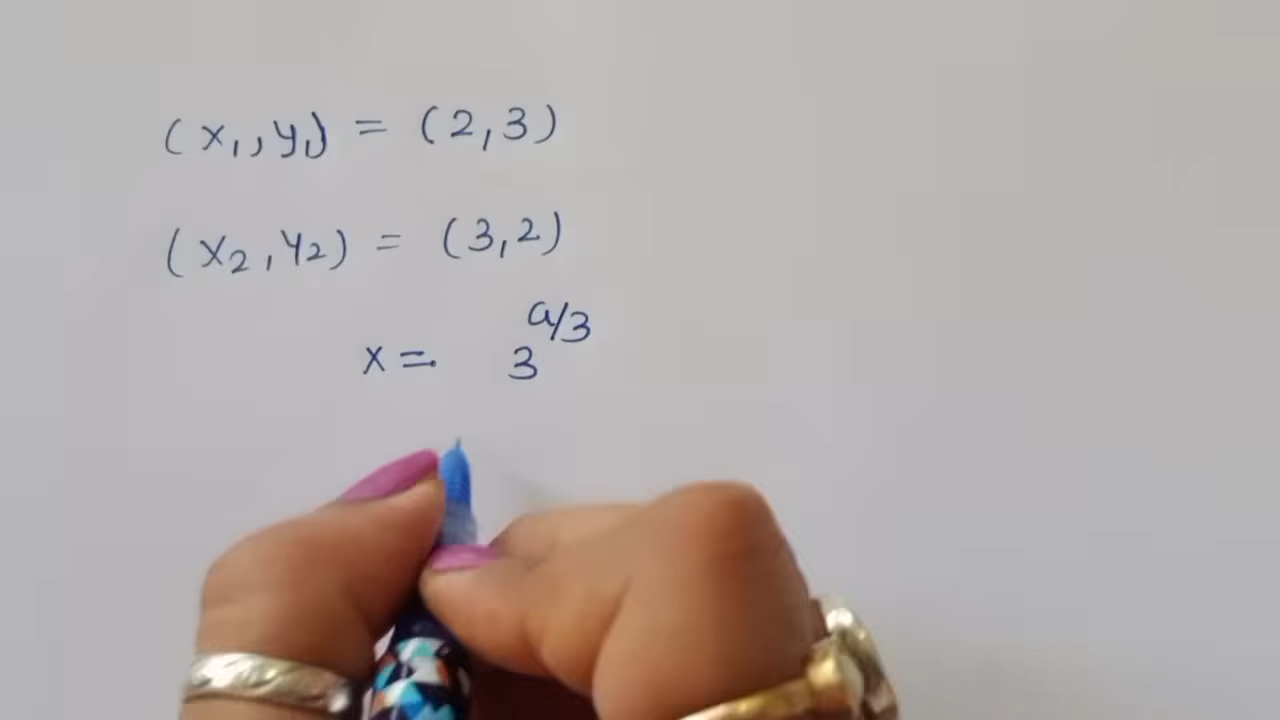 (x₁, y₁) = (2,3)
(x₂, y₂) = (3,2)
x = 3^a/3